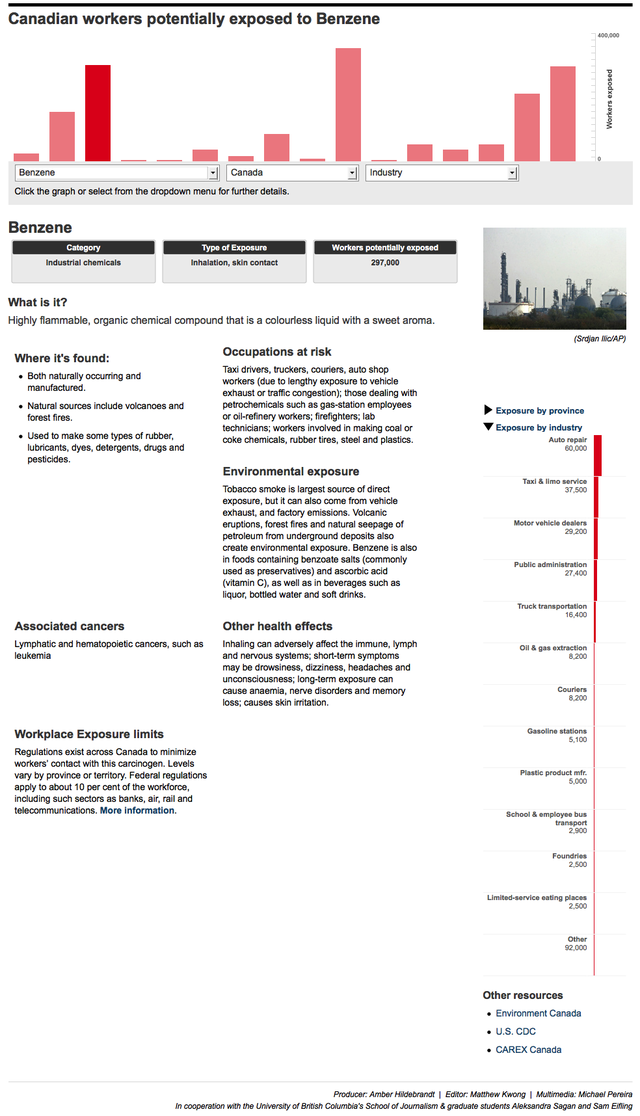 Canadian workers potentially exposed to Benzene
400,000
Workers exposed
0
Benzene
Canada
Industry
Click the graph or select from the dropdown menu for further details.
Benzene
Category
Type of Exposure
Workers potentially exposed
Industrial chemicals
Inhalation, skin contact
297,000
(Srdjan Ilic/AP)
What is it?
Highly flammable, organic chemical compound that is a colourless liquid with a sweet aroma.
Where it's found:
• Both naturally occurring and
manufactured.
• Natural sources include volcanoes and
forest fires.
• Used to make some types of rubber,
lubricants, dyes, detergents, drugs and
pesticides.
Occupations at risk
Taxi drivers, truckers, couriers, auto shop
workers (due to lengthy exposure to vehicle
exhaust or traffic congestion); those dealing with
petrochemicals such as gas-station employees
or oil-refinery workers; firefighters; lab
technicians; workers involved in making coal or
coke chemicals, rubber tires, steel and plastics.
Environmental exposure
Tobacco smoke is largest source of direct
exposure, but it can also come from vehicle
exhaust, and factory emissions. Volcanic
eruptions, forest fires and natural seepage of
petroleum from underground deposits also
create environmental exposure. Benzene is also
in foods containing benzoate salts (commonly
used as preservatives) and ascorbic acid
(vitamin C), as well as in beverages such as
liquor, bottled water and soft drinks.
Associated cancers
Lymphatic and hematopoietic cancers, such as
leukemia
Other health effects
Inhaling can adversely affect the immune, lymph
and nervous systems; short-term symptoms
may be drowsiness, dizziness, headaches and
unconsciousness; long-term exposure can
cause anaemia, nerve disorders and memory
loss; causes skin irritation.
Workplace Exposure limits
Regulations exist across Canada to minimize
workers' contact with this carcinogen. Levels
vary by province or territory. Federal regulations
apply to about 10 per cent of the workforce,
including such sectors as banks, air, rail and
telecommunications. More information.
Exposure by province
Exposure by industry
Auto repair
60,000
Taxi & limo service
37,500
Motor vehicle dealers
29,200
Public administration
27,400
Truck transportation
16,400
Oil & gas extraction
8,200
Couriers
8,200
Gasoline stations
5,100
Plastic product mfr.
5,000
School & employee bus
transport
2,900
Foundries
2,500
Limited-service eating places
2,500
Other
92,000
Other resources
• Environment Canada
• U.S. CDC
• CAREX Canada
Producer: Amber Hildebrandt | Editor: Matthew Kwong | Multimedia: Michael Pereira
In cooperation with the University of British Columbia's School of Journalism & graduate students Aleksandra Sagan and Sam Eifling